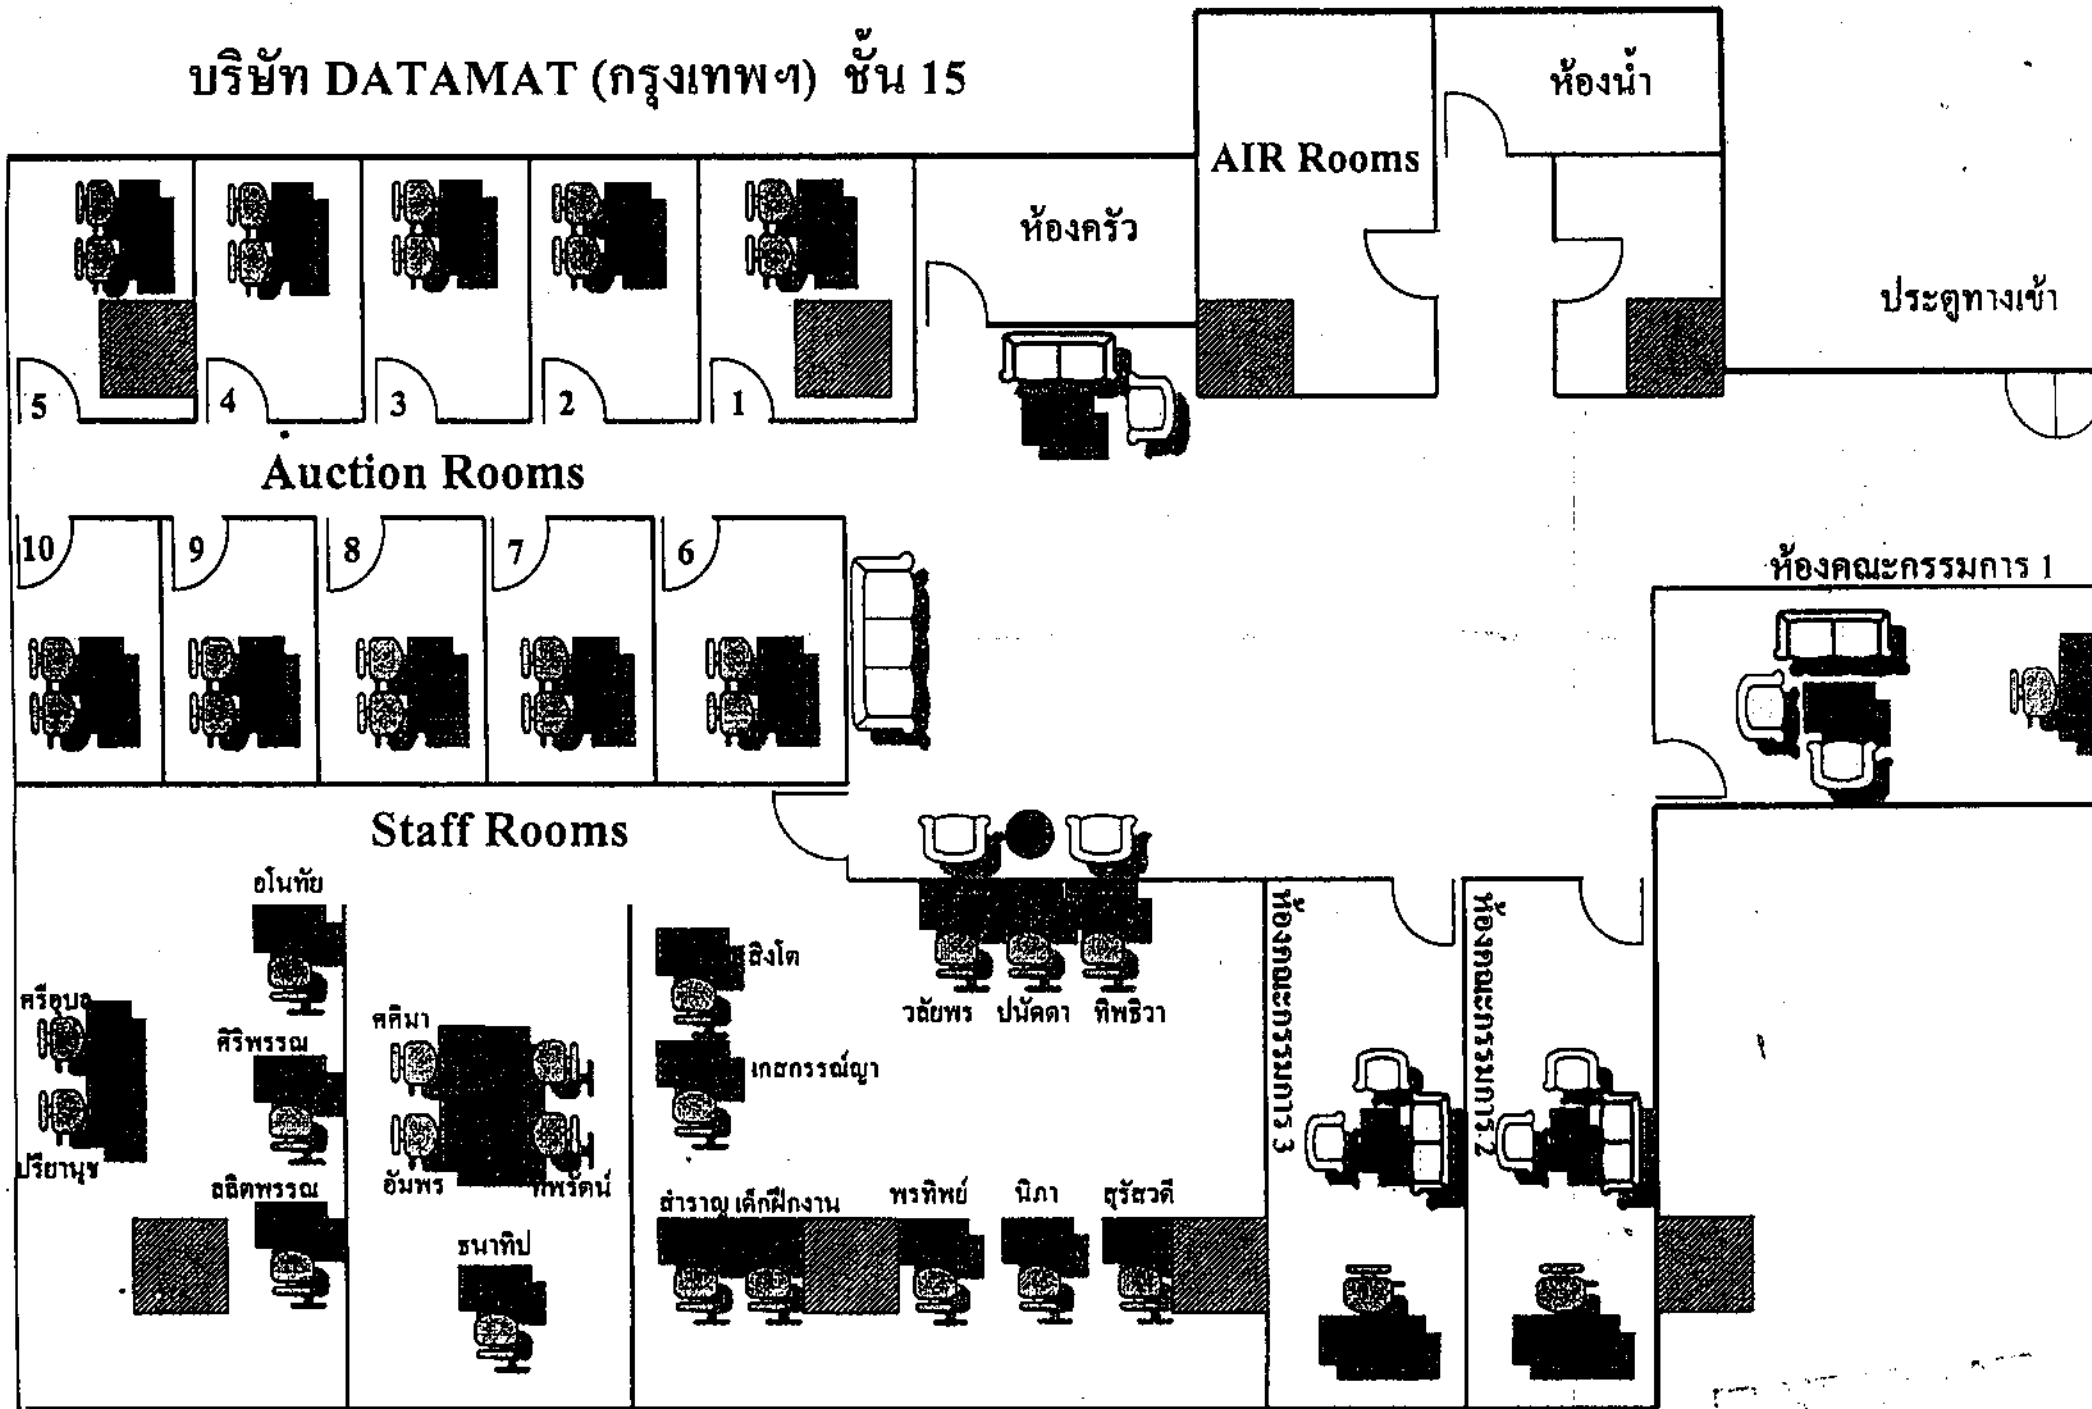 บริษัท DATAMAT (กรุงเทพฯ) ชั้น 15
ห้องน้ำ
AIR Rooms
ห้องครัว
ประตูทางเข้า
5 4 3 2 1
Auction Rooms
10 9 8 7 6
ห้องคณะกรรมการ 1
Staff Rooms
อโนทัย
สิงโต
ศรีอุบล
ศิริพรรณ
ศศิมา
เกสกรรณ์ญา
วลัยพร ปนัดดา ทิพธิวา
ห้องคณะกรรมการ 3
ห้องคณะกรรมการ 2
ปรียานุช
สลิตพรรณ
อัมพร
ทิพรัตน์
สำราญ เด็กฝึกงาน
พรทิพย์ นิภา สุรัสวดี
ธนาทิป